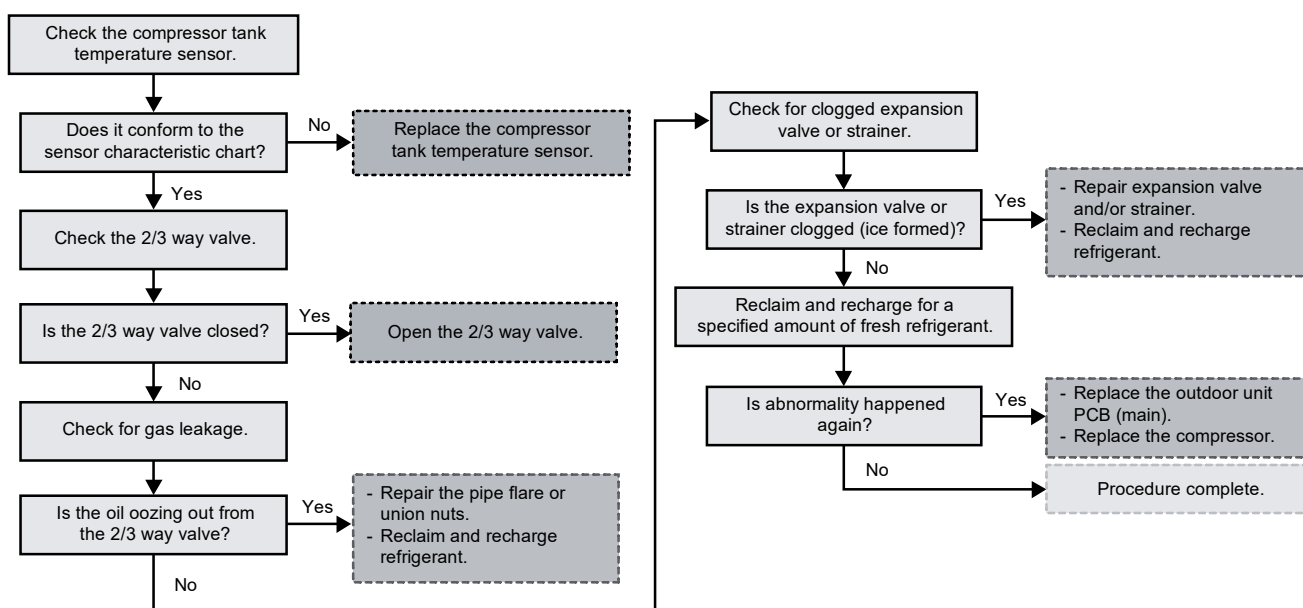 Check the compressor tank
temperature sensor.
Does it conform to the
sensor characteristic chart?
No
Replace the compressor
tank temperature sensor.
Yes
Check the 2/3 way valve.
Is the 2/3 way valve closed?
Yes
Open the 2/3 way valve.
No
Check for gas leakage.
Is the oil oozing out from
the 2/3 way valve?
Yes
- Repair the pipe flare or
union nuts.
- Reclaim and recharge
refrigerant.
No
Check for clogged expansion
valve or strainer.
Is the expansion valve or
strainer clogged (ice formed)?
Yes
- Repair expansion valve
and/or strainer.
- Reclaim and recharge
refrigerant.
No
Reclaim and recharge for a
specified amount of fresh refrigerant.
Is abnormality happened
again?
Yes
- Replace the outdoor unit
PCB (main).
- Replace the compressor.
No
Procedure complete.